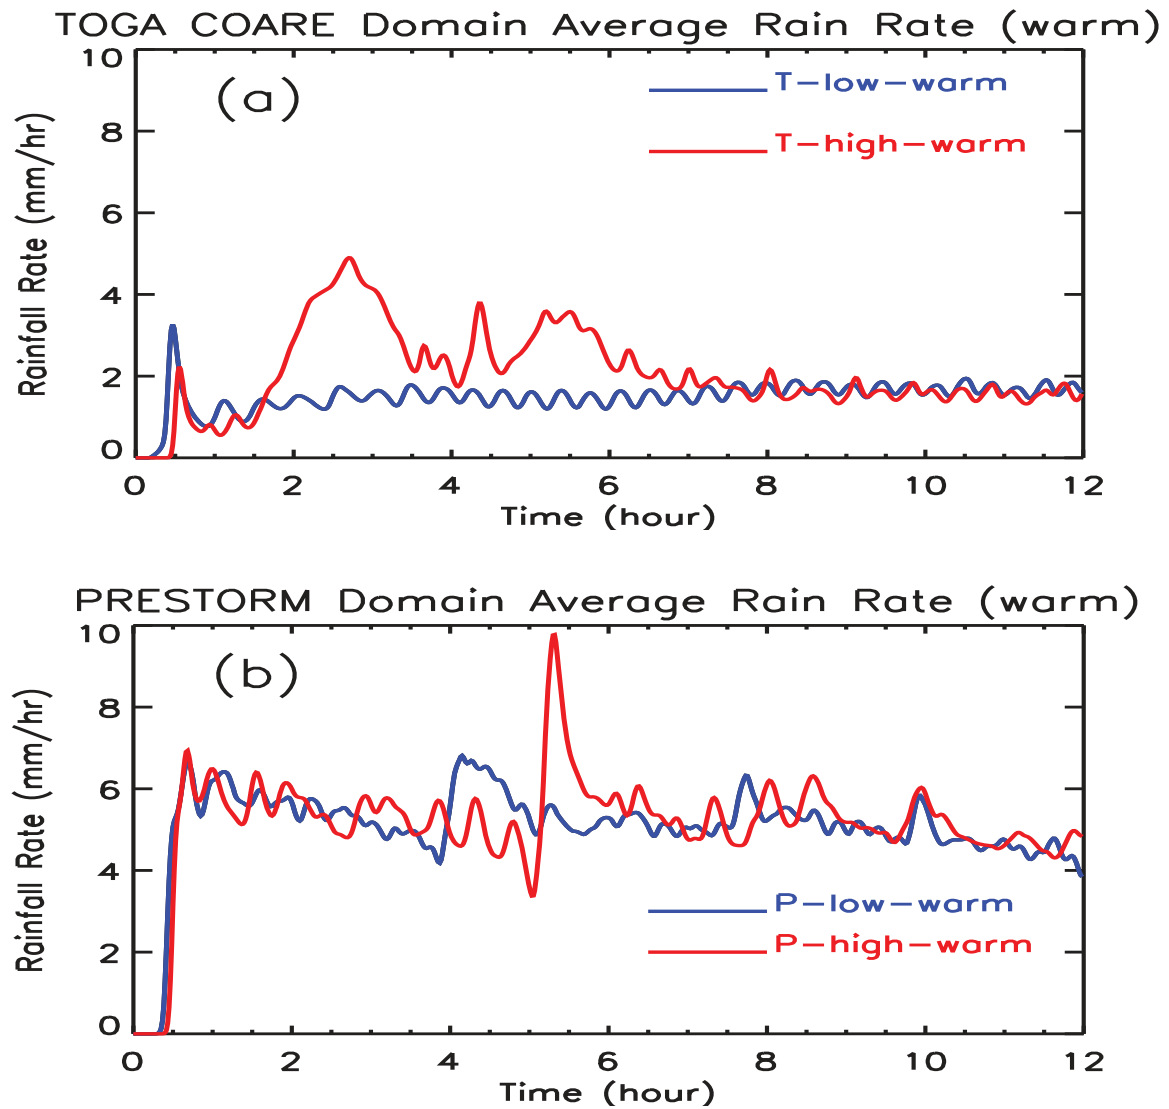 TOGA COARE Domain Average Rain Rate (warm)
(a)
T-low-warm
T-high-warm
10
8
6
4
2
0
Rainfall Rate (mm/hr)
0 2 4 6 8 10 12
Time (hour)
PRESTORM Domain Average Rain Rate (warm)
(b)
10
8
6
4
2
0
Rainfall Rate (mm/hr)
P-low-warm
P-high-warm
0 2 4 6 8 10 12
Time (hour)